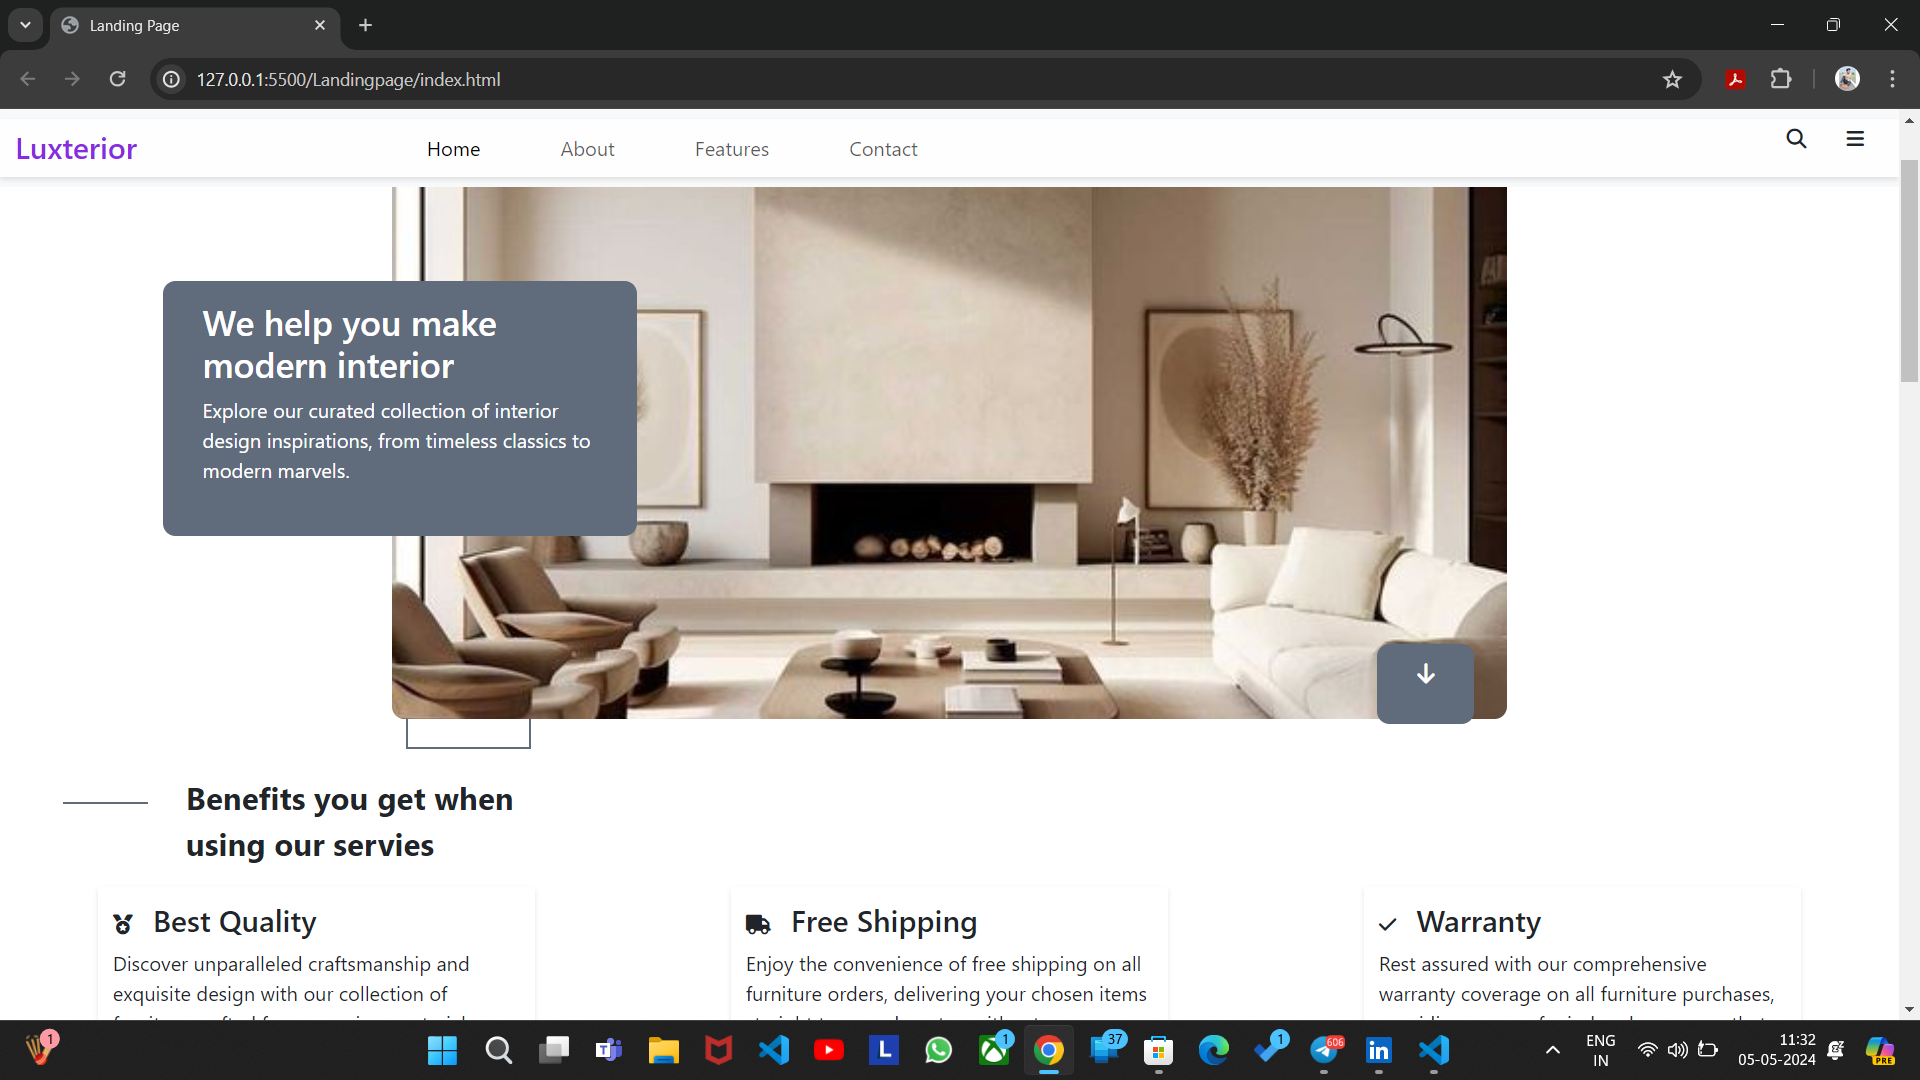 Landing Page
127.0.0.1:5500/Landingpage/index.html
Luxterior
Home
About
Features
Contact
We help you make
modern interior
Explore our curated collection of interior
design inspirations, from timeless classics to
modern marvels.
Benefits you get when
using our servies
Best Quality
Discover unparalleled craftsmanship and
exquisite design with our collection of
Free Shipping
Enjoy the convenience of free shipping on all
furniture orders, delivering your chosen items
Warranty
Rest assured with our comprehensive
warranty coverage on all furniture purchases,
1
T
L
1
37
1
606
in
ENG
IN
11:32
05-05-2024
PRE